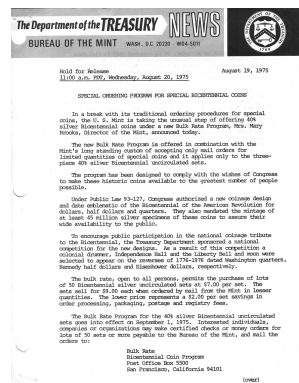 The Department of the TREASURY NEWS
BUREAU OF THE MINT WASH., D.C. 20220 · WO4-5011
Hold for Release August 19, 1975
11:00 a.m. PDT, Wednesday, August 20, 1975
SPECIAL ORDERING PROGRAM FOR SPECIAL BICENTENNIAL COINS
In a break with its traditional ordering procedures for special
coins, the U. S. Mint is taking the unusual step of offering 40%
silver Bicentennial coins under a new Bulk Rate Program, Mrs. Mary
Brooks, Director of the Mint, announced today.
The new Bulk Rate Program is offered in combination with the
Mint's long standing custom of accepting only mail orders for
limited quantities of special coins and it applies only to the three-
piece 40% silver Bicentennial uncirculated sets.
The program has been designed to comply with the wishes of Congress
to make these historic coins available to the greatest number of people
possible.
Under Public Law 93-127, Congress authorized a new coinage design
and date emblematic of the Bicentennial of the American Revolution for
dollars, half dollars and quarters. They also mandated the mintage of
at least 45 million silver specimens of these coins to assure their
wide availability to the public.
To encourage public participation in the national coinage tribute
to the Bicentennial, the Treasury Department sponsored a national
competition for the new designs. As a result of this competition a
colonial drummer, Independence Hall and the Liberty Bell and moon were
selected to appear on the reverses of 1776-1976 dated Washington quarters,
Kennedy half dollars and Eisenhower dollars, respectively.
The bulk rate, open to all persons, permits the purchase of lots
of 50 Bicentennial silver uncirculated sets at $7.00 per set. The
sets sell for $9.00 each when ordered by mail from the Mint in lesser
quantities. The lower price represents a $2.00 per set savings in
order processing, packaging, postage and registry fees.
The Bulk Rate Program for the 40% silver Bicentennial uncirculated
sets goes into effect on September 1, 1975. Interested individuals,
companies or organizations may make certified checks or money orders for
lots of 50 sets or more payable to the Bureau of the Mint, and mail the
orders to:
Bulk Rate
Bicentennial Coin Program
Post Office Box 5500
San Francisco, California 94101
(over)